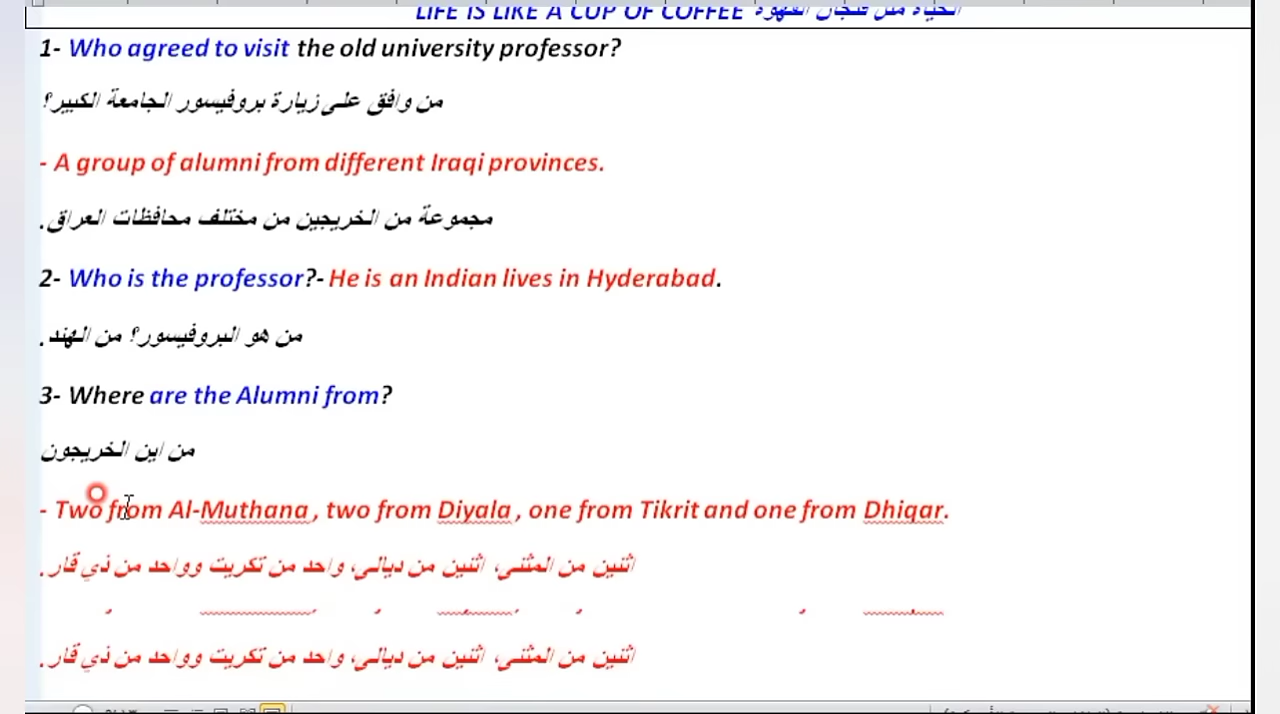 LIFE IS LIKE A CUP OF COFFEE الحياة مثل فنجان القهوة
1- Who agreed to visit the old university professor?
من وافق على زيارة بروفيسور الجامعة الكبير؟
- A group of alumni from different Iraqi provinces.
مجموعة من الخريجين من مختلف محافظات العراق.
2- Who is the professor?- He is an Indian lives in Hyderabad.
من هو البروفيسور؟ من الهند.
3- Where are the Alumni from?
من اين الخريجون
- Two from Al-Muthana , two from Diyala , one from Tikrit and one from Dhiqar.
اثنين من المثنى، اثنين من ديالى، واحد من تكريت وواحد من ذي قار.
اثنين من المثنى، اثنين من ديالى، واحد من تكريت وواحد من ذي قار.